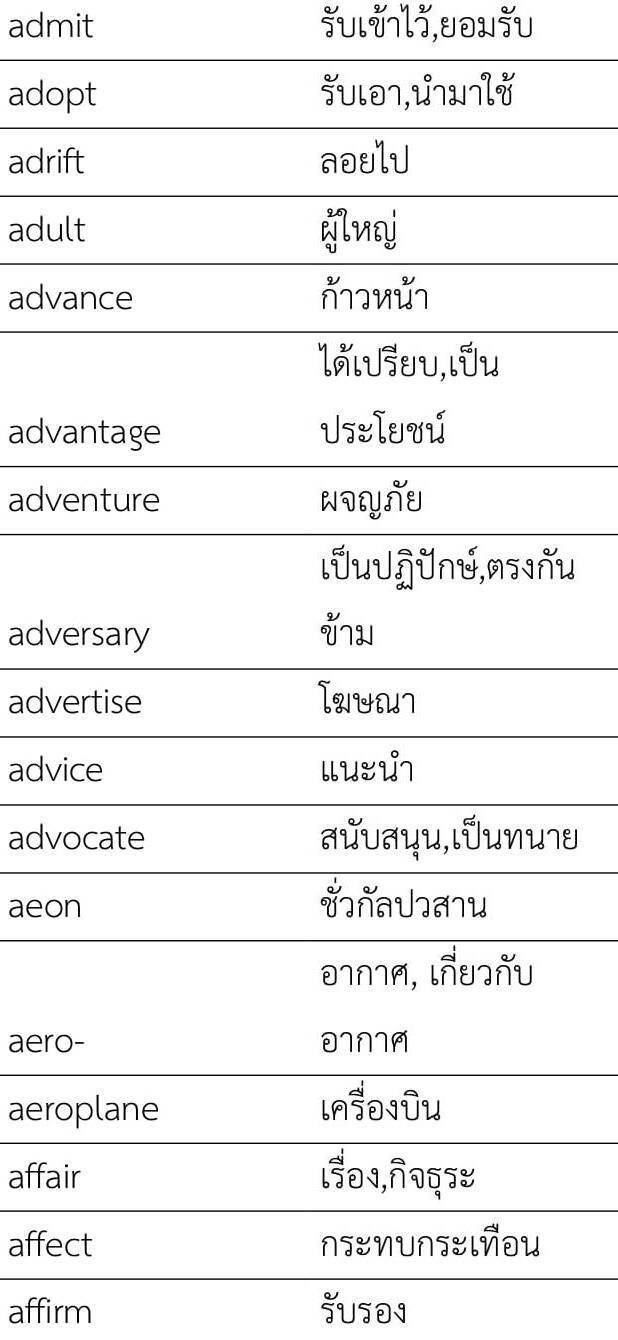 admit รับเข้าไว้,ยอมรับ
adopt รับเอา,นำมาใช้
adrift ลอยไป
adult ผู้ใหญ่
advance ก้าวหน้า
ได้เปรียบ,เป็น
advantage ประโยชน์
adventure ผจญภัย
เป็นปฏิปักษ์,ตรงกัน
adversary ข้าม
advertise โฆษณา
advice แนะนำ
advocate สนับสนุน,เป็นทนาย
aeon ชั่วกัลปวสาน
อากาศ, เกี่ยวกับ
aero- อากาศ
aeroplane เครื่องบิน
affair เรื่อง,กิจธุระ
affect กระทบกระเทือน
affirm รับรอง